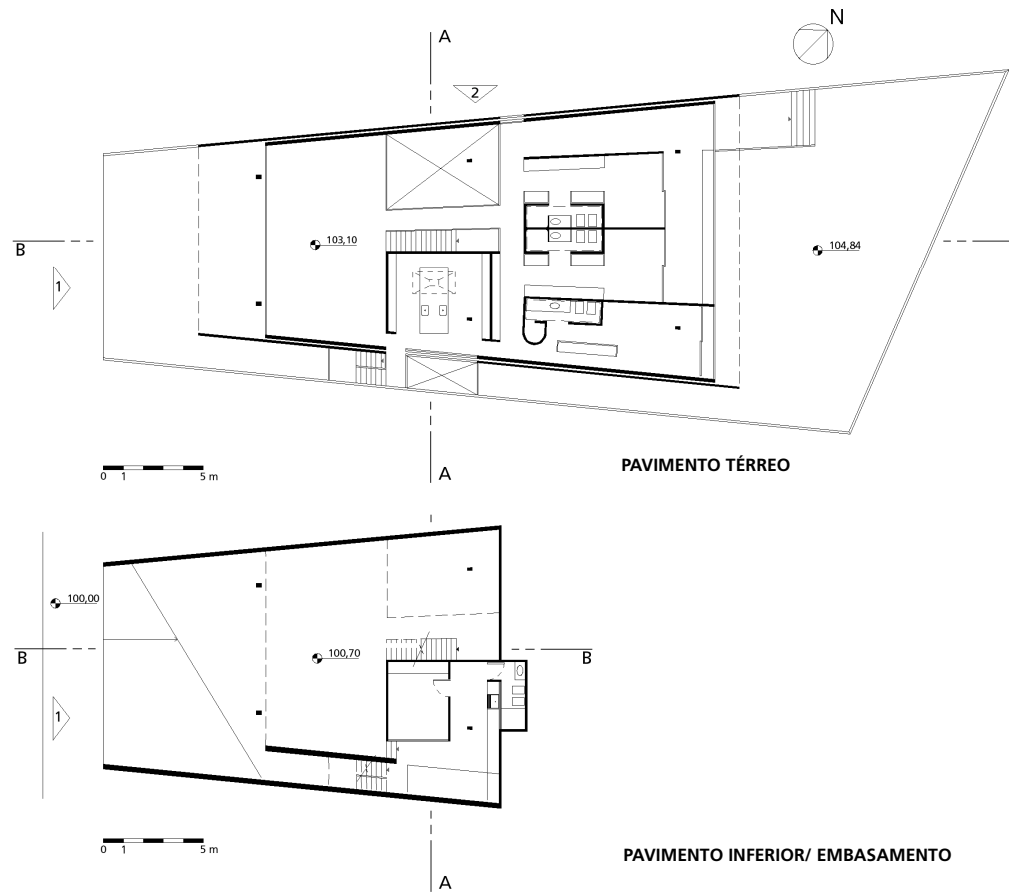 N
A
2
103,10
104,84
B
1
A
0 1 5 m
PAVIMENTO TÉRREO
100,00
100,70
B
B
1
0 1 5 m
PAVIMENTO INFERIOR/ EMBASAMENTO
A